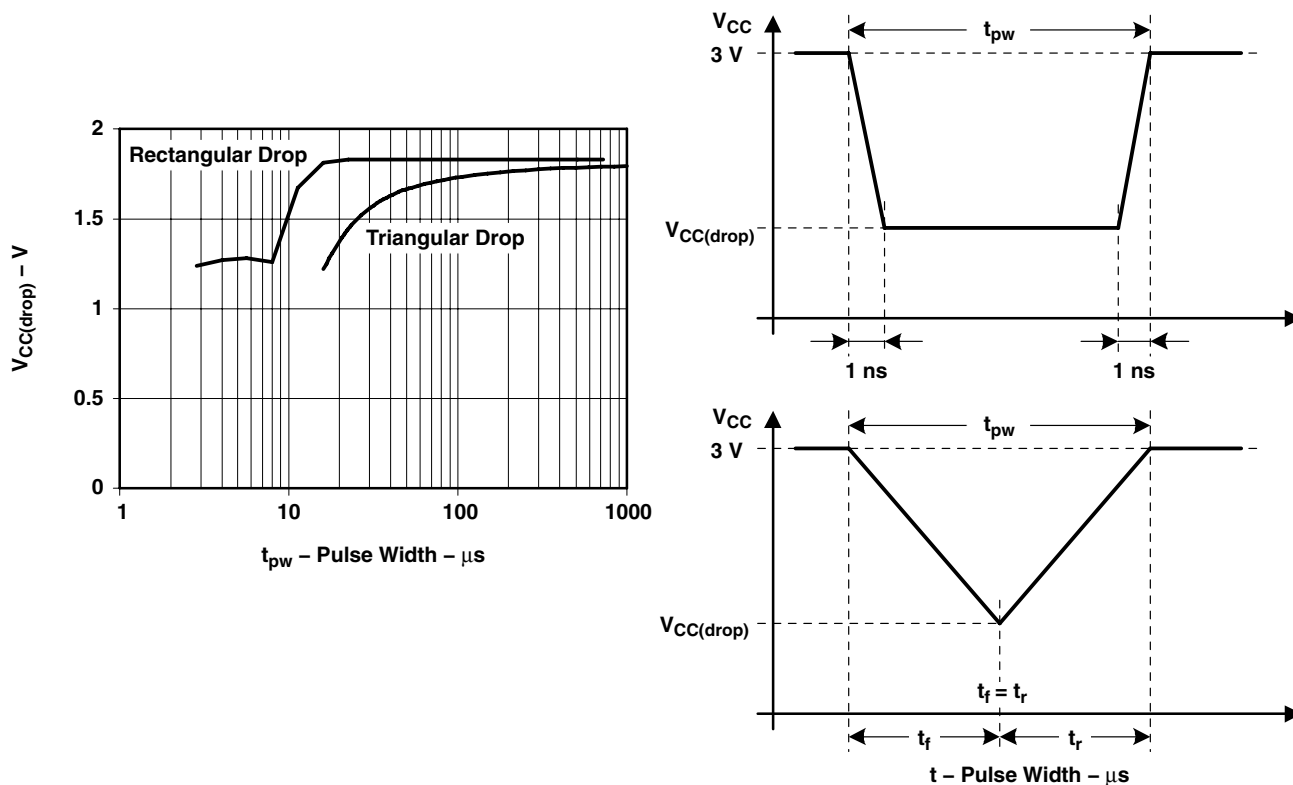 2
1.5
1
0.5
0
VCC(drop) – V
Rectangular Drop
Triangular Drop
1
10
100
1000
tpw – Pulse Width – μs
VCC
3 V
tpw
VCC(drop)
1 ns
1 ns
VCC
3 V
tpw
VCC(drop)
tf = tr
tf
tr
t – Pulse Width – μs